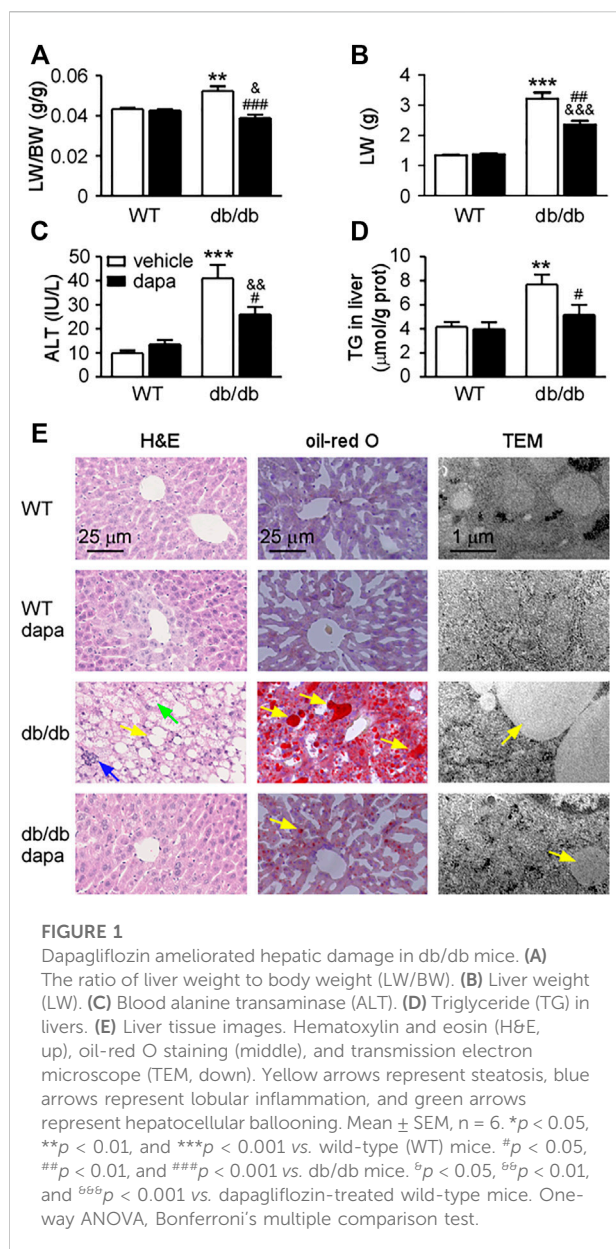 A
0.06
0.04
0.02
0
LW/BW (g/g)
**
&
###
WT
db/db
B
4
3
2
1
0
LW (g)
***
##
&&&
WT
db/db
C
50
40
30
20
10
0
ALT (IU/L)
vehicle
dapa
***
&&
#
WT
db/db
D
10
8
6
4
2
0
TG in liver
(μmol/g prot)
**
#
WT
db/db
E
H&E
oil-red O
TEM
WT
25 μm
25 μm
1 μm
WT
dapa
db/db
db/db
dapa
FIGURE 1
Dapagliflozin ameliorated hepatic damage in db/db mice. (A)
The ratio of liver weight to body weight (LW/BW). (B) Liver weight
(LW). (C) Blood alanine transaminase (ALT). (D) Triglyceride (TG) in
livers. (E) Liver tissue images. Hematoxylin and eosin (H&E,
up), oil-red O staining (middle), and transmission electron
microscope (TEM, down). Yellow arrows represent steatosis, blue
arrows represent lobular inflammation, and green arrows
represent hepatocellular ballooning. Mean ± SEM, n = 6. *p < 0.05,
**p < 0.01, and ***p < 0.001 vs. wild-type (WT) mice. #p < 0.05,
##p < 0.01, and ###p < 0.001 vs. db/db mice. &p < 0.05, &&p < 0.01,
and &&&p < 0.001 vs. dapagliflozin-treated wild-type mice. One-
way ANOVA, Bonferroni's multiple comparison test.